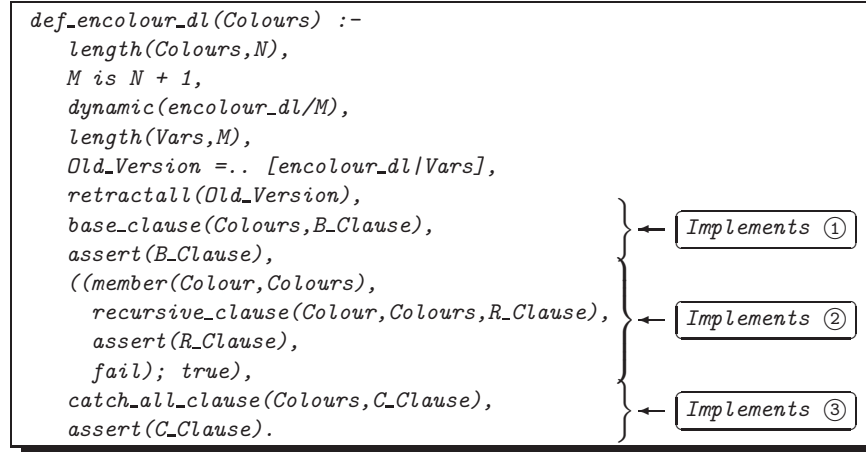 def_encolour_dl(Colours) :-
length(Colours,N),
M is N + 1,
dynamic(encolour_dl/M),
length(Vars,M),
Old_Version =.. [encolour_dl|Vars],
retractall(Old_Version),
base_clause(Colours,B_Clause),
assert(B_Clause),
Implements ①
((member(Colour,Colours),
recursive_clause(Colour,Colours,R_Clause),
assert(R_Clause),
fail); true),
Implements ②
catch_all_clause(Colours,C_Clause),
assert(C_Clause).
Implements ③